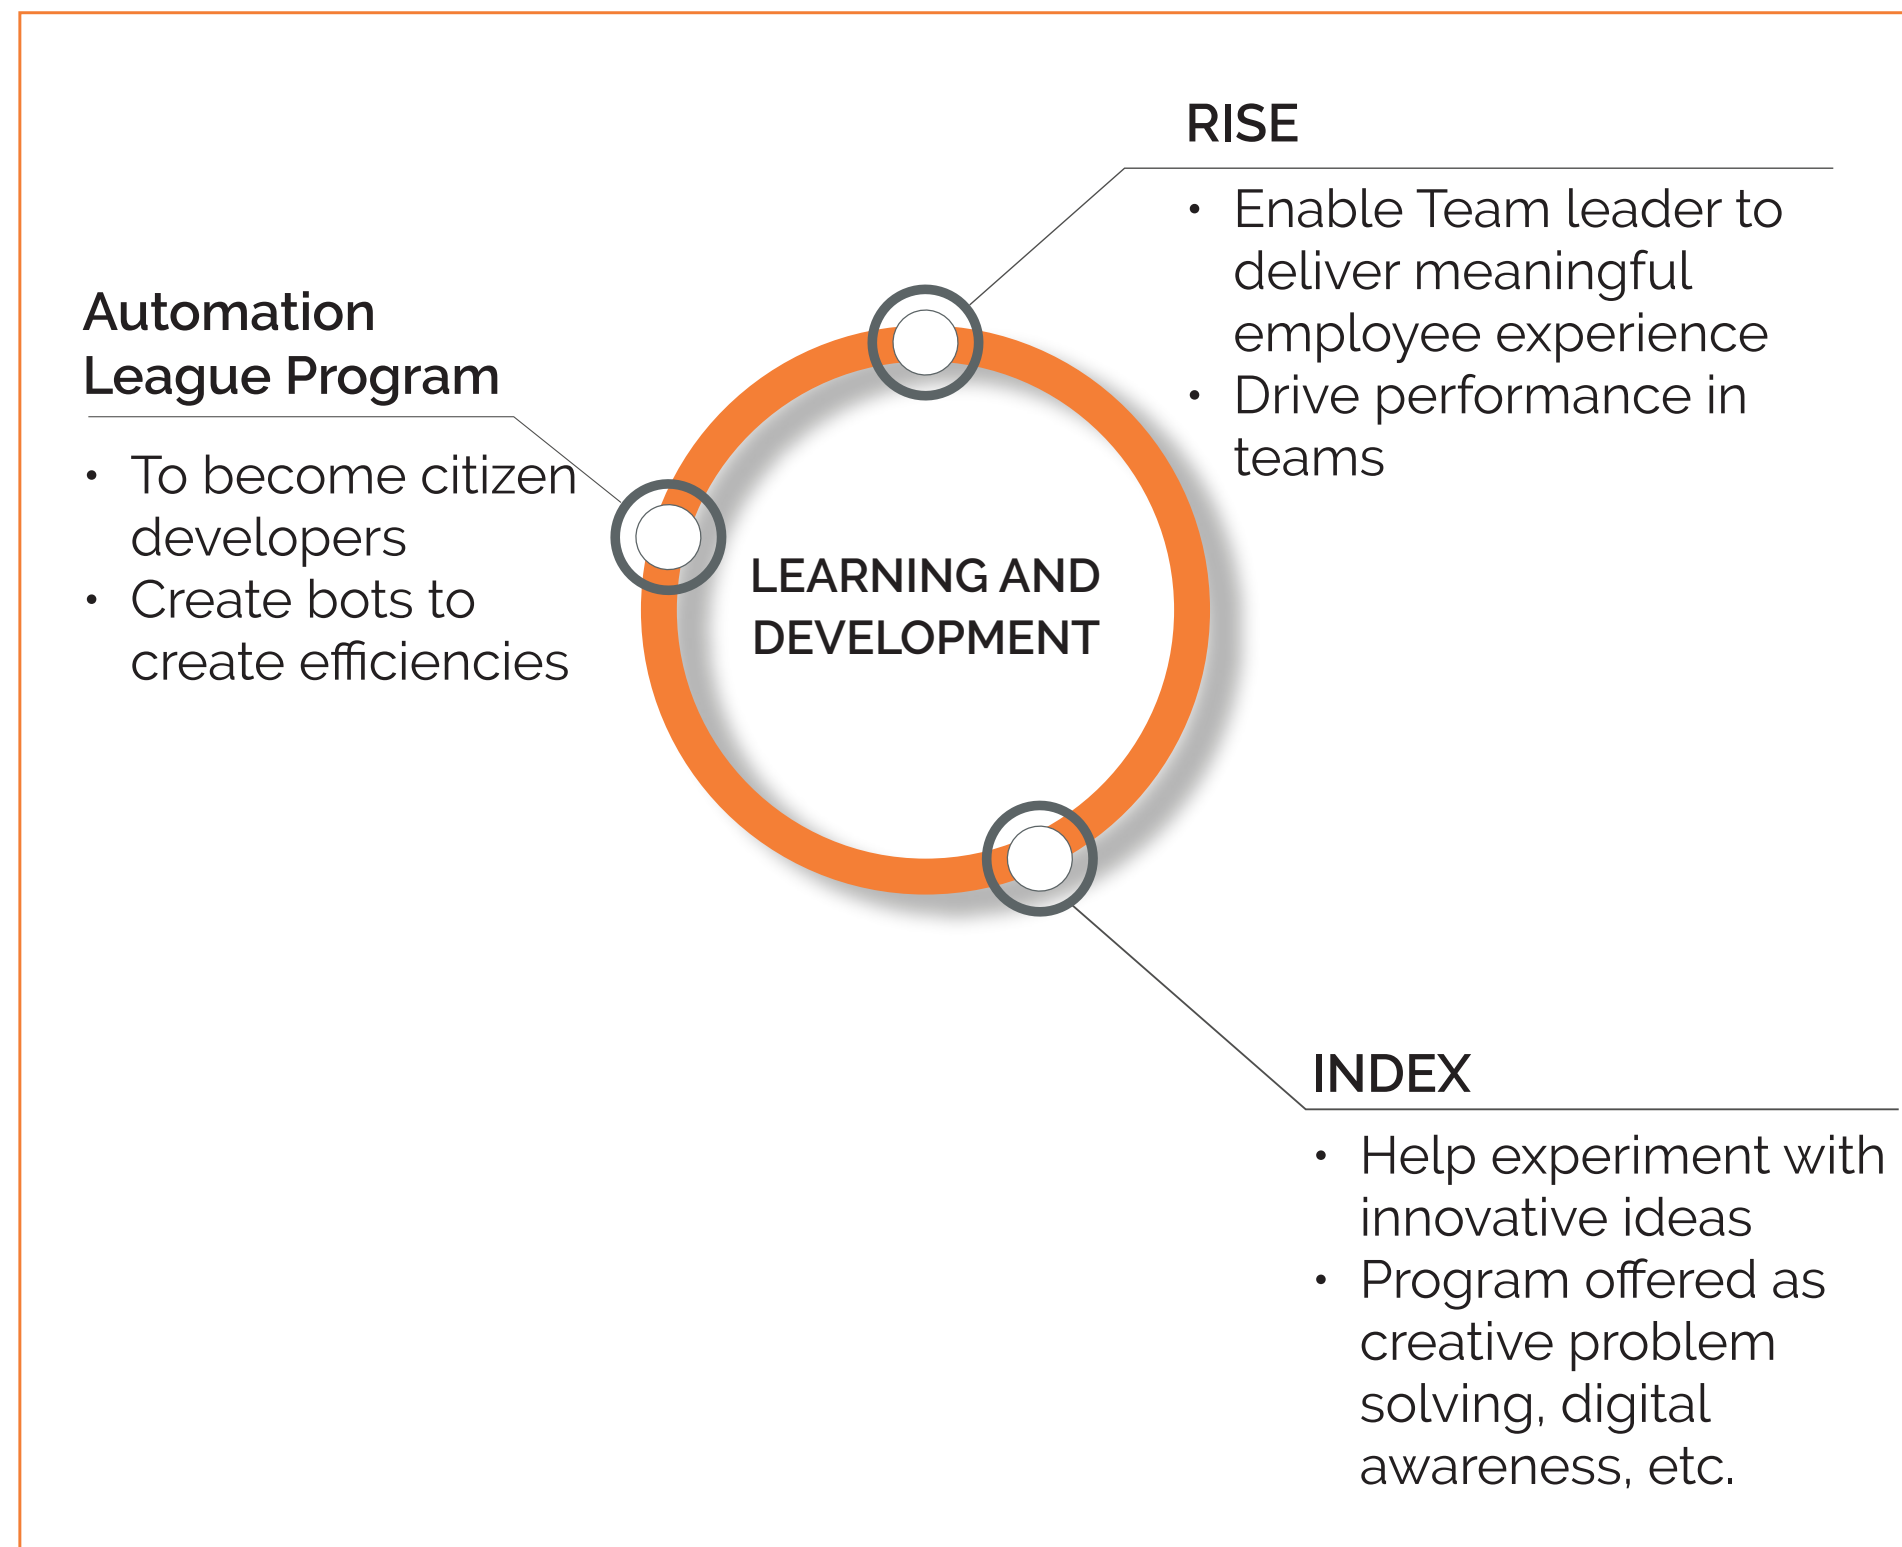 RISE
• Enable Team leader to
deliver meaningful
employee experience
• Drive performance in
teams
Automation
League Program
• To become citizen
developers
• Create bots to
create efficiencies
LEARNING AND
DEVELOPMENT
INDEX
• Help experiment with
innovative ideas
• Program offered as
creative problem
solving, digital
awareness, etc.